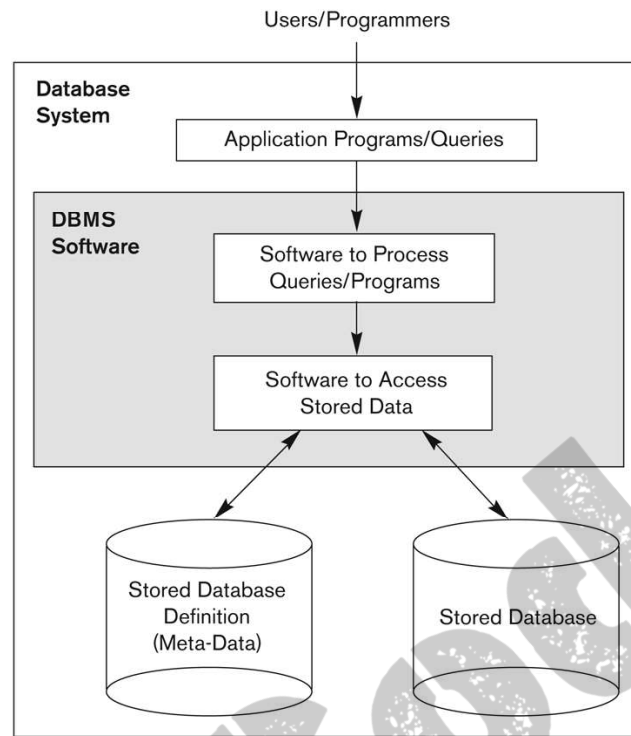 Users/Programmers
Database
System
Application Programs/Queries
DBMS
Software
Software to Process
Queries/Programs
Software to Access
Stored Data
Stored Database
Definition
(Meta-Data)
Stored Database